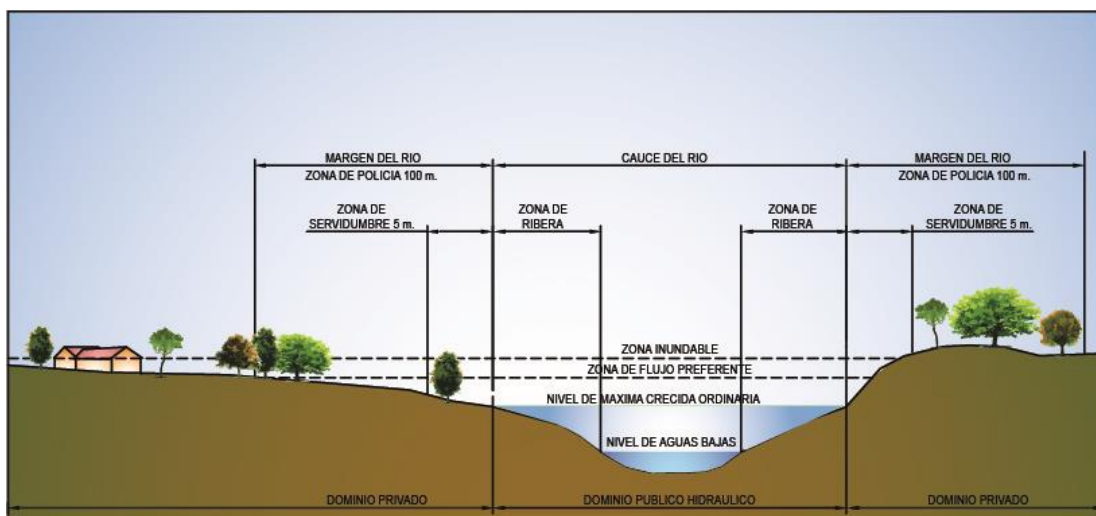 MARGEN DEL RIO
CAUCE DEL RIO
MARGEN DEL RIO
ZONA DE POLICIA 100 m.
ZONA DE POLICIA 100 m.
ZONA DE
SERVIDUMBRE 5 m.
ZONA DE
RIBERA
ZONA DE
RIBERA
ZONA DE
SERVIDUMBRE 5 m.
ZONA INUNDABLE
ZONA DE FLUJO PREFERENTE
NIVEL DE MAXIMA CRECIDA ORDINARIA
NIVEL DE AGUAS BAJAS
DOMINIO PRIVADO
DOMINIO PUBLICO HIDRAULICO
DOMINIO PRIVADO